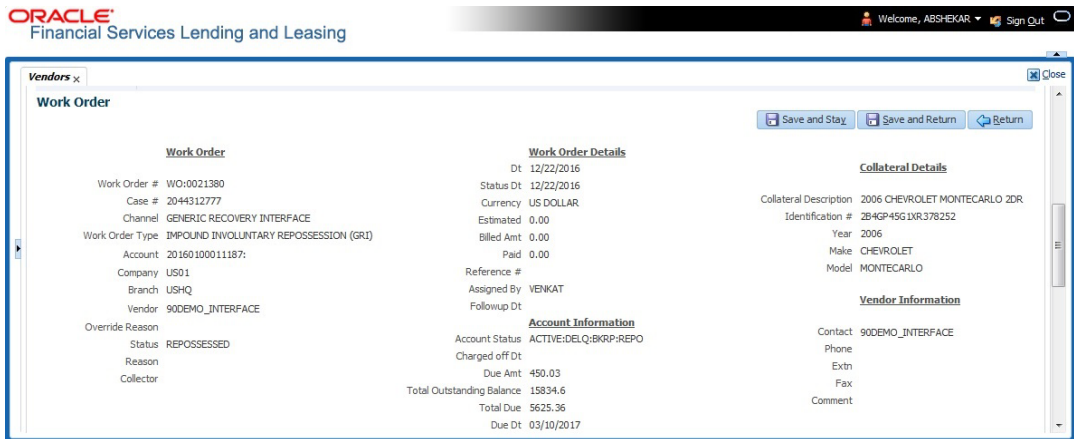 ORACLE
Financial Services Lending and Leasing
Welcome, ABSHEKAR
Sign Out
Vendors
Close
Work Order
Save and Stay
Save and Return
Return
Work Order
Work Order # WO:0021380
Case # 2044312777
Channel GENERIC RECOVERY INTERFACE
Work Order Type IMPOUND INVOLUNTARY REPOSSESSION (GRI)
Account 20160100011187:
Company US01
Branch USHQ
Vendor 90DEMO_INTERFACE
Override Reason
Status REPOSSESSED
Reason
Collector
Work Order Details
Dt 12/22/2016
Status Dt 12/22/2016
Currency US DOLLAR
Estimated 0.00
Billed Amt 0.00
Paid 0.00
Reference #
Assigned By VENKAT
Followup Dt
Account Information
Account Status ACTIVE:DELQ:BKRP:REPO
Charged off Dt
Due Amt 450.03
Total Outstanding Balance 15834.6
Total Due 5625.36
Due Dt 03/10/2017
Collateral Details
Collateral Description 2006 CHEVROLET MONTECARLO 2DR
Identification # 2B4GP45G1XR378252
Year 2006
Make CHEVROLET
Model MONTECARLO
Vendor Information
Contact 90DEMO_INTERFACE
Phone
Extn
Fax
Comment